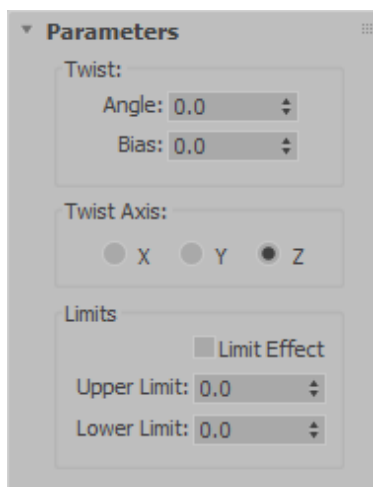 Parameters
Twist:
Angle: 0.0
Bias: 0.0
Twist Axis:
X Y Z
Limits
Limit Effect
Upper Limit: 0.0
Lower Limit: 0.0